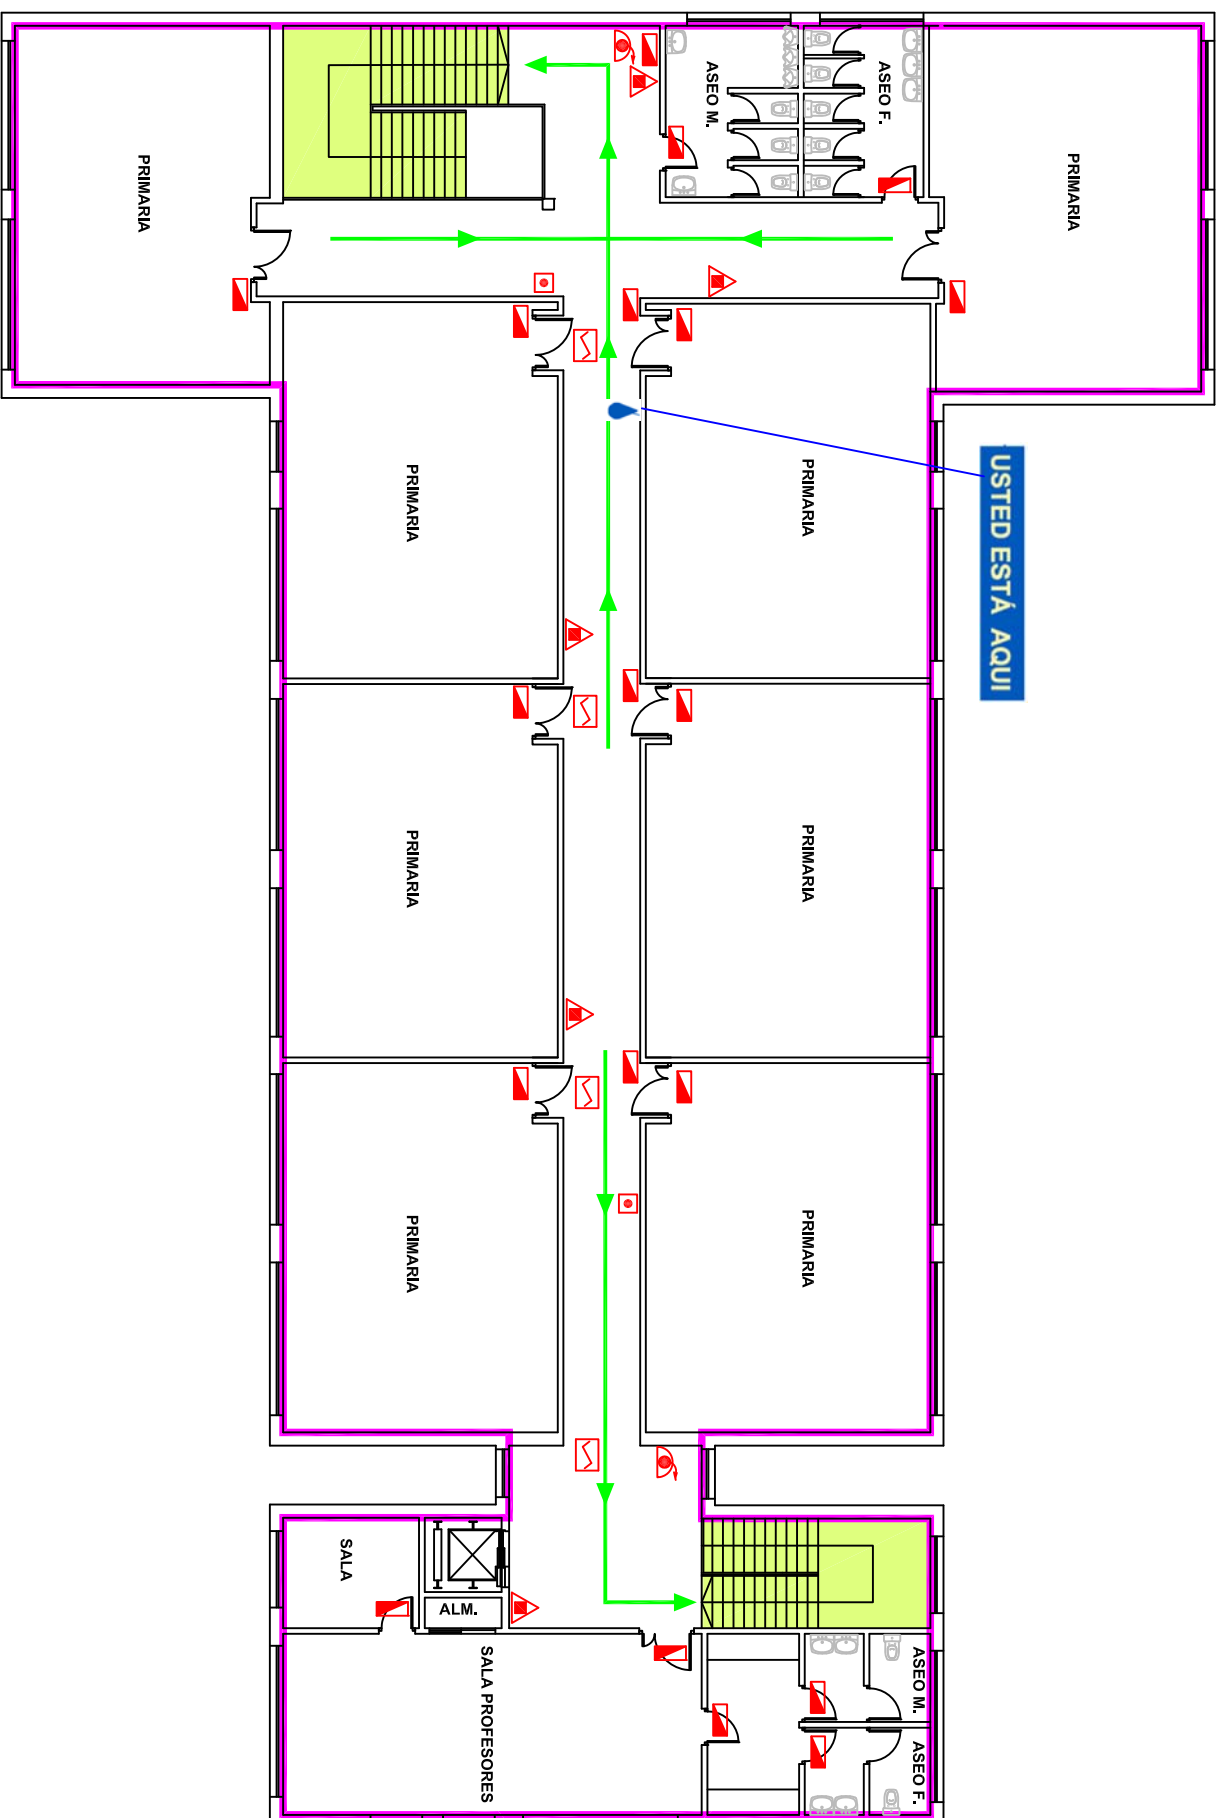 PRIMARIA
ASEO M.
ASEO F.
PRIMARIA
PRIMARIA
PRIMARIA
USTED ESTÁ AQUI
PRIMARIA
PRIMARIA
PRIMARIA
PRIMARIA
SALA
ALM.
SALA PROFESORES
ASEO M.
ASEO F.